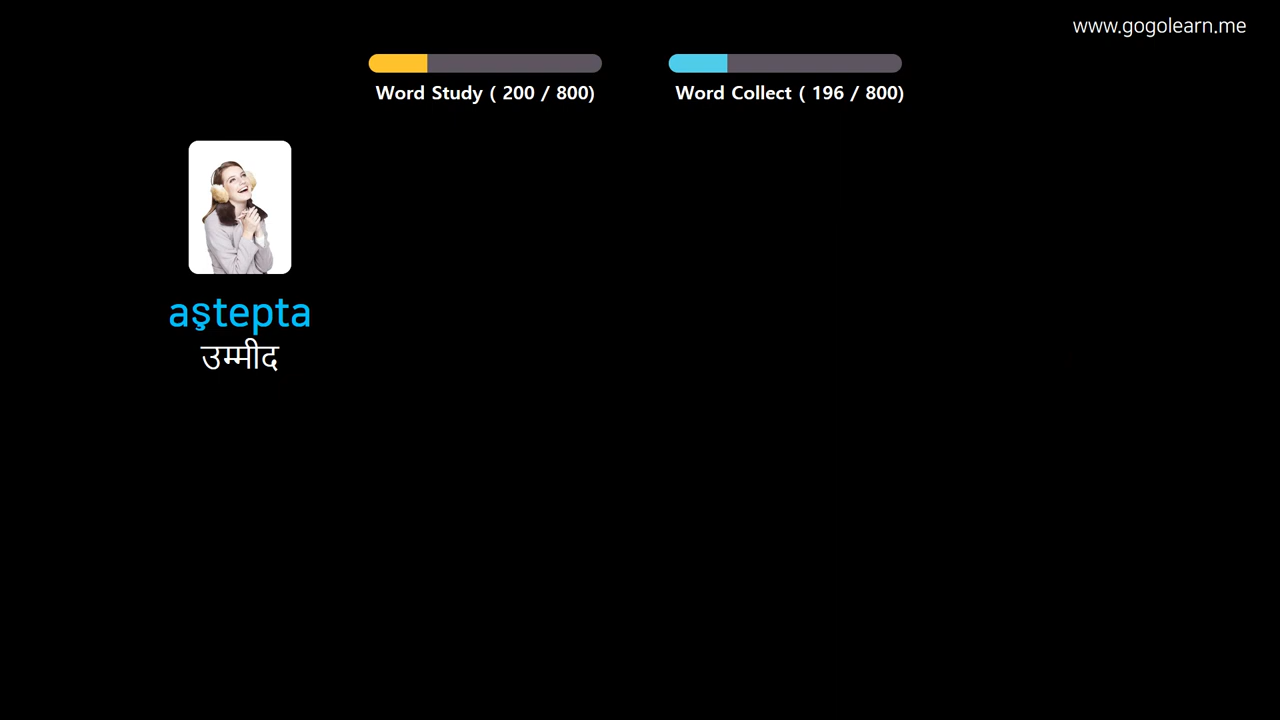 www.gogolearn.me
Word Study ( 200 / 800)
Word Collect ( 196 / 800)
aştepta
उम्मीद